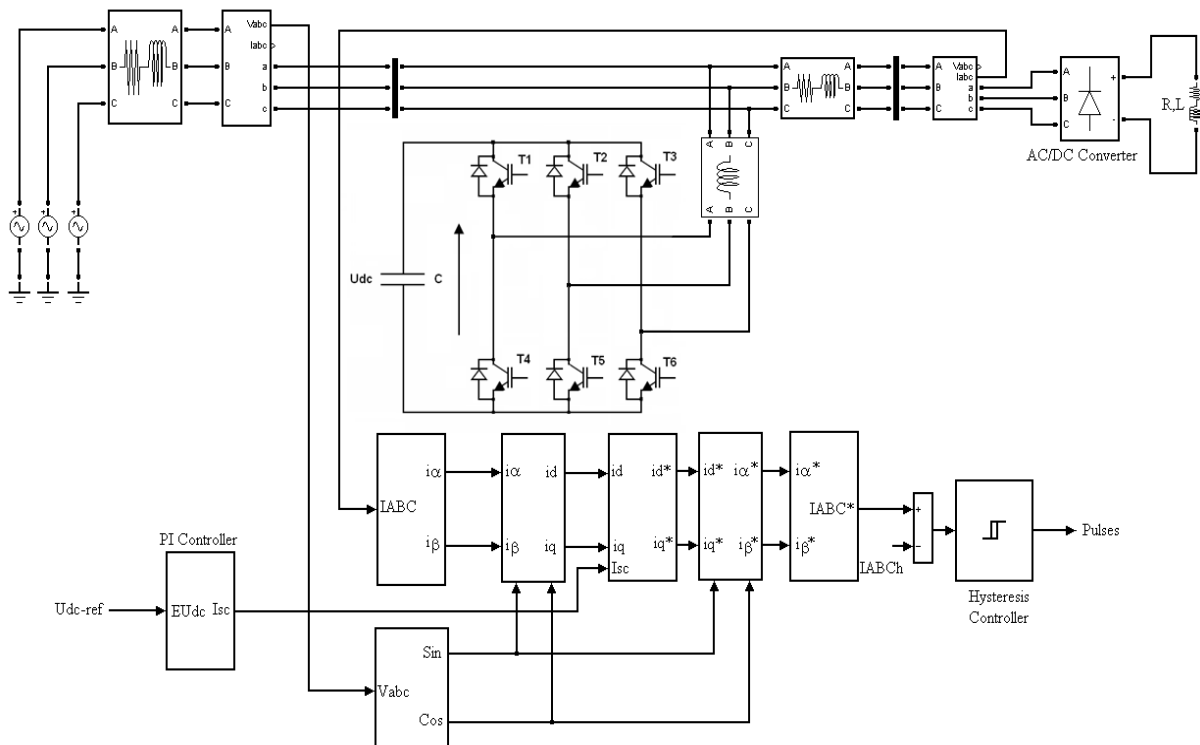 A A A Vabc
Iabc
B B B a
b
C C C c
A A
B B
C C
A Vabc
Iabc
B a
b
C c
A +
B
C -
R,L
AC/DC Converter
A B C
A B C
T1 T2 T3
Udc C
T4 T5 T6
+ + +
iα iα id id id* id* iα* iα*
IABC IABC*
iβ iβ iq iq iq* iq* iβ* iβ*
Isc
+
-
IABCh
Pulses
Hysteresis
Controller
PI Controller
Udc-ref EUdc Isc
Sin
Vabc
Cos